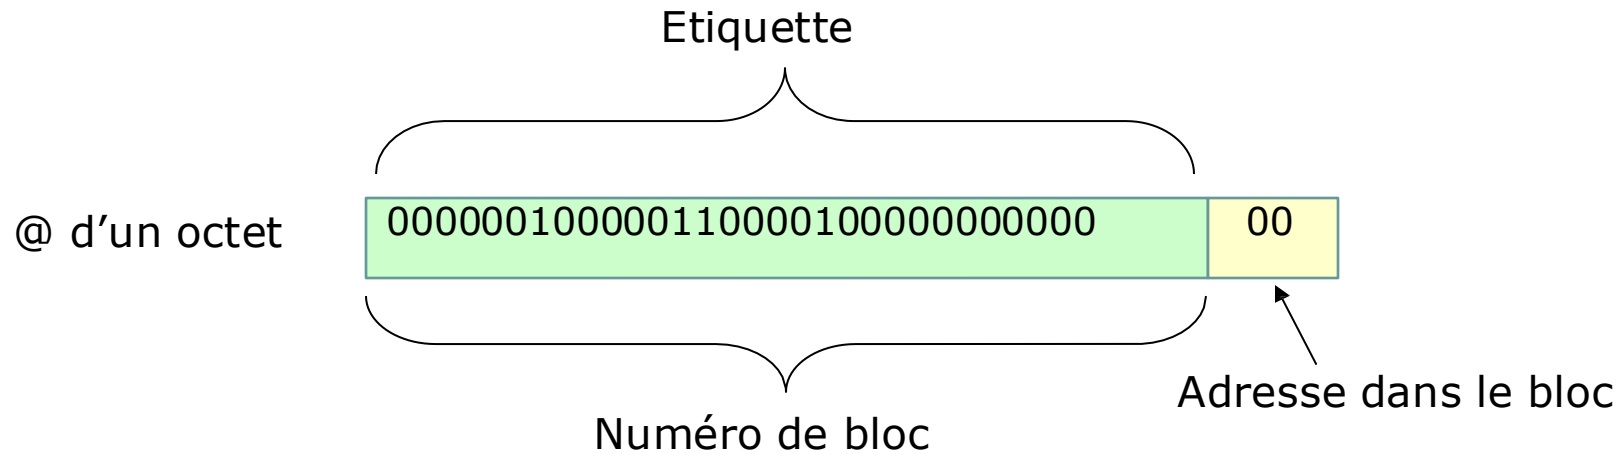 Etiquette
@ d’un octet
000000100000110000100000000000 00
Adresse dans le bloc
Numéro de bloc